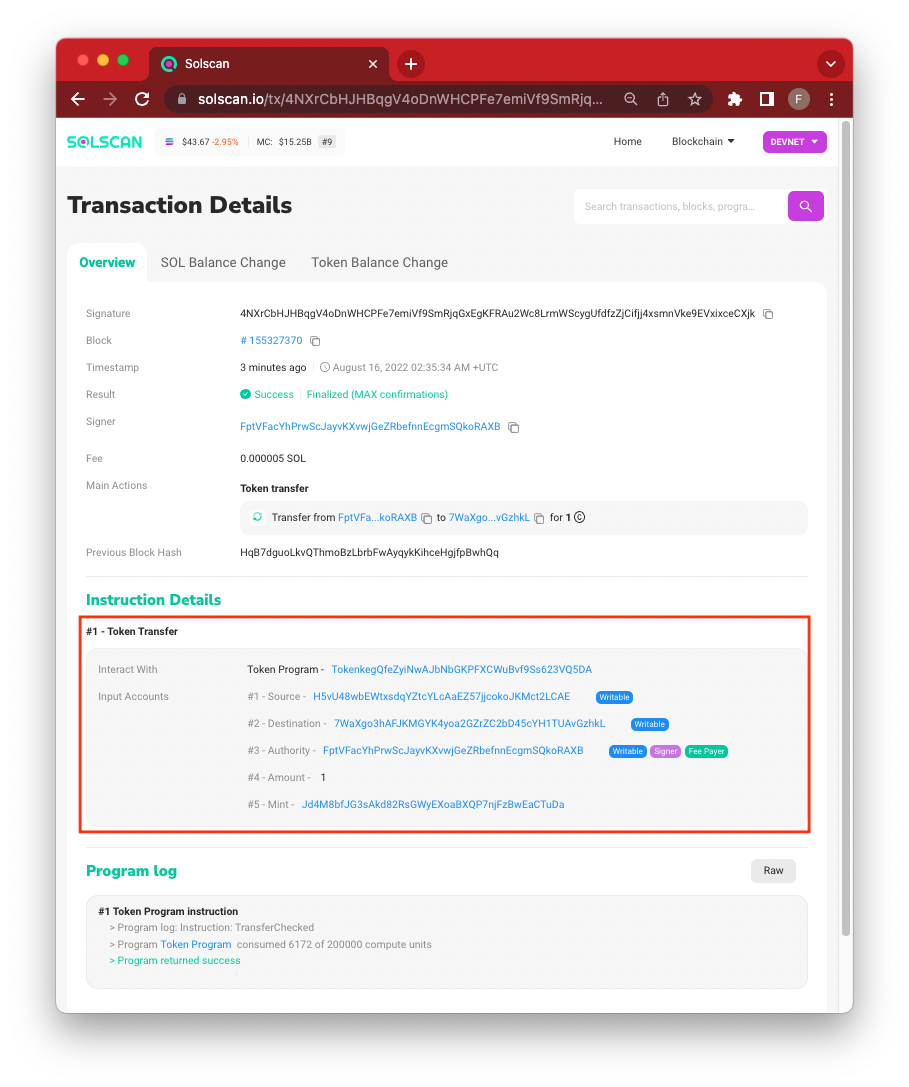 Solscan
solscan.io/tx/4NXrCbHJHBqgV4oDnWHCPFe7emiVf9SmRjq...
F
SOLSCAN
$43.67 -2.95% MC: $15.25B #9
Home Blockchain DEVNET
Transaction Details
Search transactions, blocks, progra...
Overview SOL Balance Change Token Balance Change
Signature 4NXrCbHJHBqgV4oDnWHCPFe7emiVf9SmRjqGxEgKFRAu2Wc8LrmWScygUfdfzZjCifjj4xsmnVke9EVxixceCXjk
Block # 155327370
Timestamp 3 minutes ago August 16, 2022 02:35:34 AM +UTC
Result Success Finalized (MAX confirmations)
Signer FptVFacYhPrwScJayvKXvwjGeZRbefnnEcgmSQkoRAXB
Fee 0.000005 SOL
Main Actions Token transfer
Transfer from FptVFa...koRAXB to 7WaXgo...vGzhkL for 1
Previous Block Hash HqB7dguoLkvQThmoBzLbrbFwAyqykKihceHgjfpBwhQq
Instruction Details
#1 - Token Transfer
Interact With Token Program - TokenkegQfeZyiNwAJbNbGKPFXCWuBvf9Ss623VQ5DA
Input Accounts #1 - Source - H5vU48wbEWtxsdqYZtcYLcAaEZ57jjcokoJKMct2LCAE Writable
#2 - Destination - 7WaXgo3hAFJKMGYK4yoa2GZrZC2bD45cYH1TUAvGzhkL Writable
#3 - Authority - FptVFacYhPrwScJayvKXvwjGeZRbefnnEcgmSQkoRAXB Writable Signer Fee Payer
#4 - Amount - 1
#5 - Mint - Jd4M8bfJG3sAkd82RsGWyEXoaBXQP7njFzBwEaCTuDa
Program log Raw
#1 Token Program instruction
> Program log: Instruction: TransferChecked
> Program Token Program consumed 6172 of 200000 compute units
> Program returned success